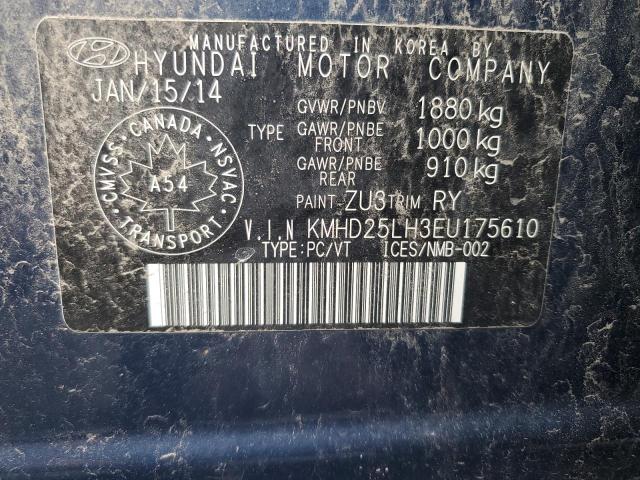 MANUFACTURED IN KOREA BY
HYUNDAI MOTOR COMPANY
JAN/15/14
GVWR/PNBV 1880 kg
TYPE GAWR/PNBE FRONT 1000 kg
GAWR/PNBE REAR 910 kg
PAINT ZU3 TRIM RY
CANADA
CMVSS NSVAC
A54
TRANSPORT
V.I.N KMHD25LH3EU175610
TYPE:PC/VT ICES/NMB-002